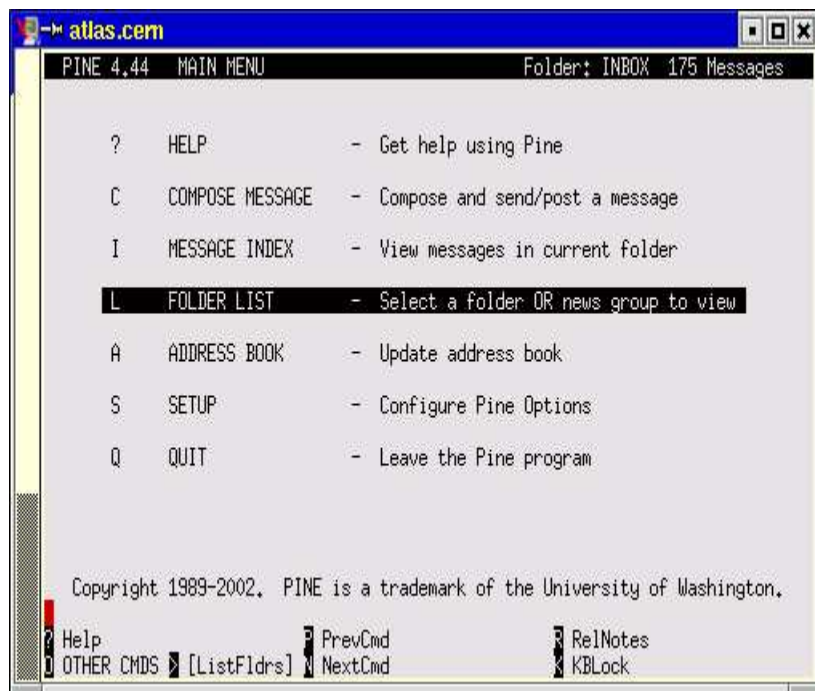 atlas.cern
PINE 4.44 MAIN MENU Folder: INBOX 175 Messages
? HELP - Get help using Pine
C COMPOSE MESSAGE - Compose and send/post a message
I MESSAGE INDEX - View messages in current folder
L FOLDER LIST - Select a folder OR news group to view
A ADDRESS BOOK - Update address book
S SETUP - Configure Pine Options
Q QUIT - Leave the Pine program
Copyright 1989-2002. PINE is a trademark of the University of Washington.
? Help P PrevCmd R RelNotes
O OTHER CMDS > [ListFldrs] N NextCmd K KBLock